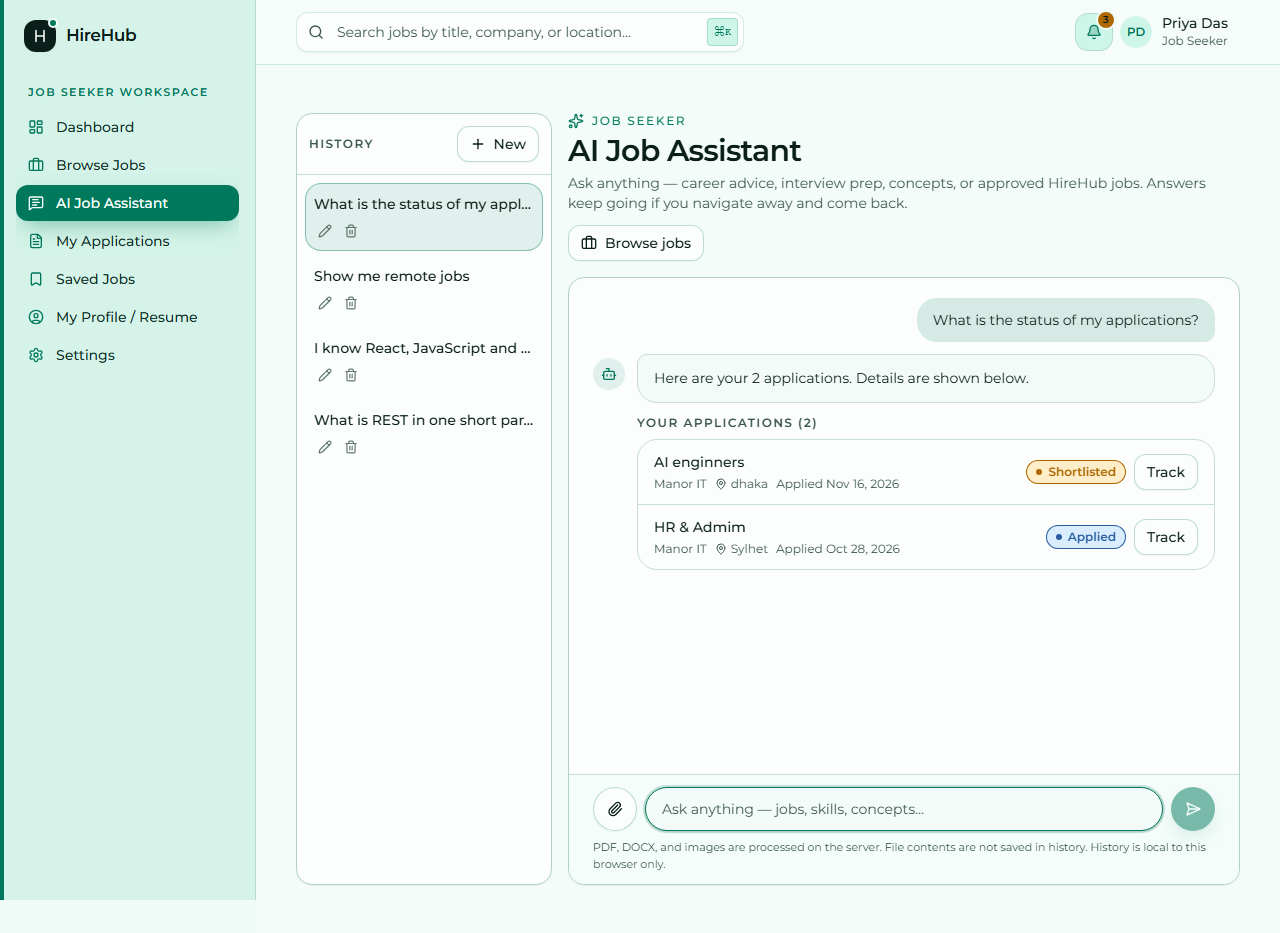 H HireHub
JOB SEEKER WORKSPACE
Dashboard
Browse Jobs
AI Job Assistant
My Applications
Saved Jobs
My Profile / Resume
Settings
Search jobs by title, company, or location...
⌘K
3
PD
Priya Das
Job Seeker
HISTORY
New
What is the status of my appl...
Show me remote jobs
I know React, JavaScript and ...
What is REST in one short par...
JOB SEEKER
AI Job Assistant
Ask anything — career advice, interview prep, concepts, or approved HireHub jobs. Answers
keep going if you navigate away and come back.
Browse jobs
What is the status of my applications?
Here are your 2 applications. Details are shown below.
YOUR APPLICATIONS (2)
AI enginners
Manor IT dhaka Applied Nov 16, 2026
Shortlisted
Track
HR & Admim
Manor IT Sylhet Applied Oct 28, 2026
Applied
Track
Ask anything — jobs, skills, concepts...
PDF, DOCX, and images are processed on the server. File contents are not saved in history. History is local to this
browser only.